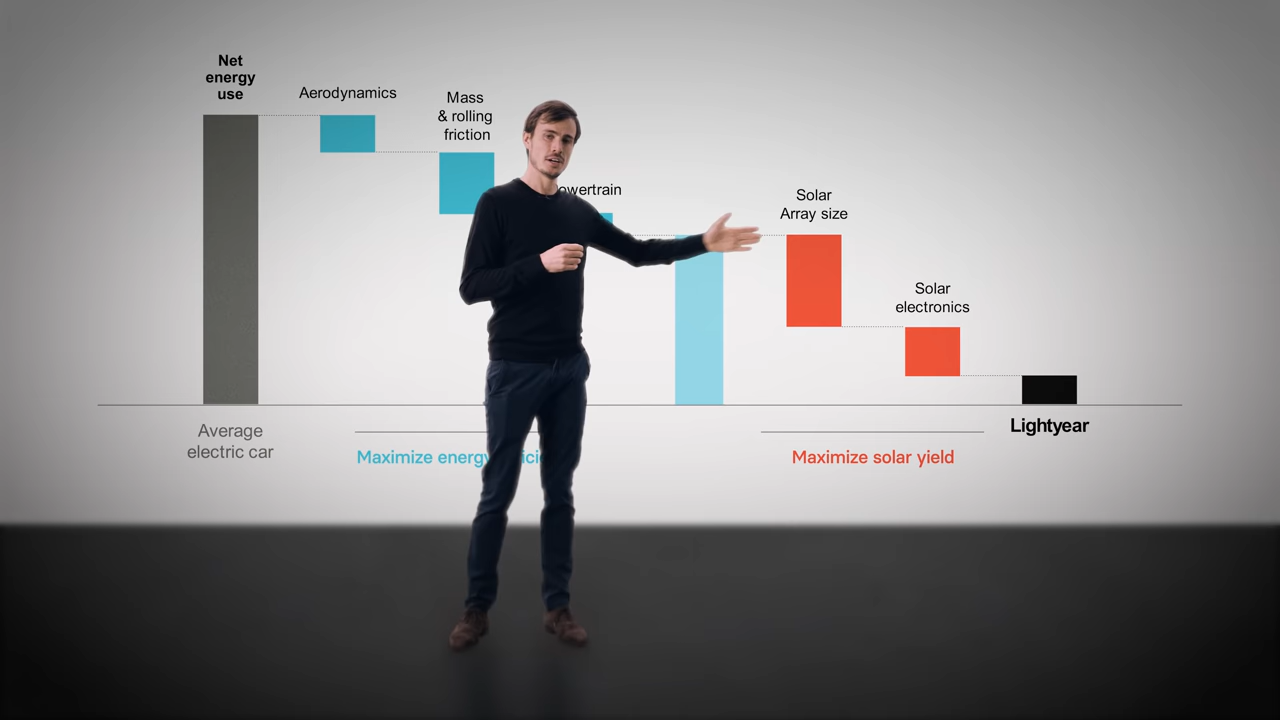 Net
energy
use
Aerodynamics
Mass
& rolling
friction
owertrain
Solar
Array size
Solar
electronics
Average
electric car
Maximize energy
Maximize solar yield
Lightyear